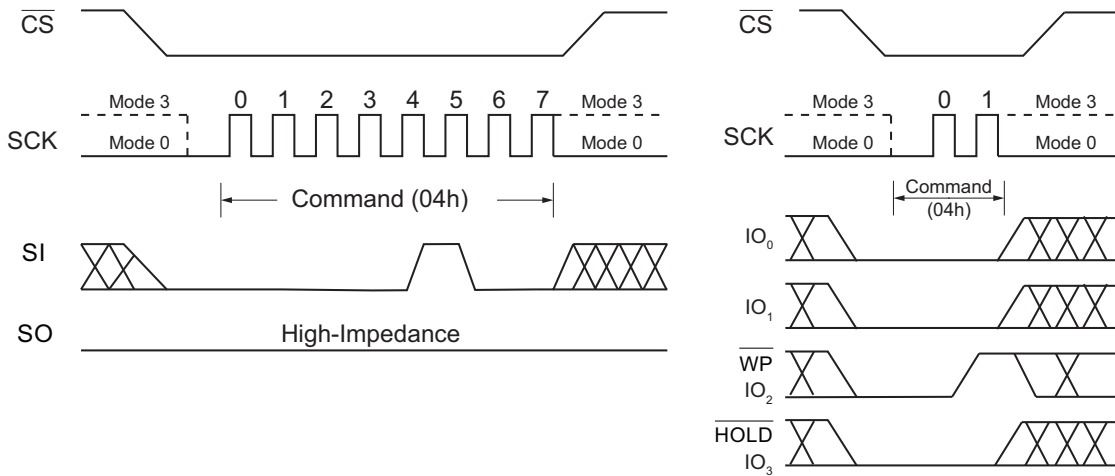 CS
Mode 3 0 1 2 3 4 5 6 7 Mode 3
SCK
Mode 0 Mode 0
Command (04h)
SI
SO
High-Impedance
CS
Mode 3 0 1 Mode 3
SCK
Mode 0 Mode 0
Command
(04h)
IO0
IO1
WP
IO2
HOLD
IO3